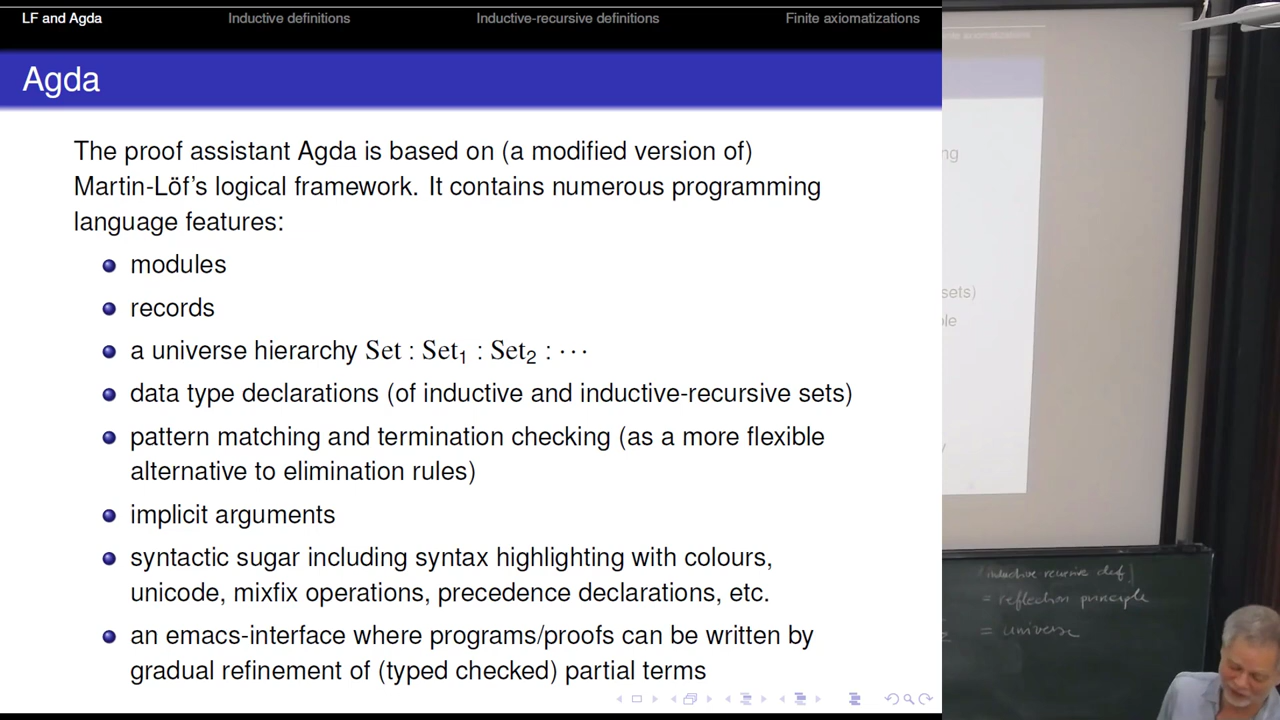 LF and Agda Inductive definitions Inductive-recursive definitions Finite axiomatizations
Agda
The proof assistant Agda is based on (a modified version of)
Martin-Löf's logical framework. It contains numerous programming
language features:
modules
records
a universe hierarchy Set : Set₁ : Set₂ : ⋯
data type declarations (of inductive and inductive-recursive sets)
pattern matching and termination checking (as a more flexible
alternative to elimination rules)
implicit arguments
syntactic sugar including syntax highlighting with colours,
unicode, mixfix operations, precedence declarations, etc.
an emacs-interface where programs/proofs can be written by
gradual refinement of (typed checked) partial terms
axiomatizations
ng
sets)
ble
inductive recursive def.
= reflection principle
= universe